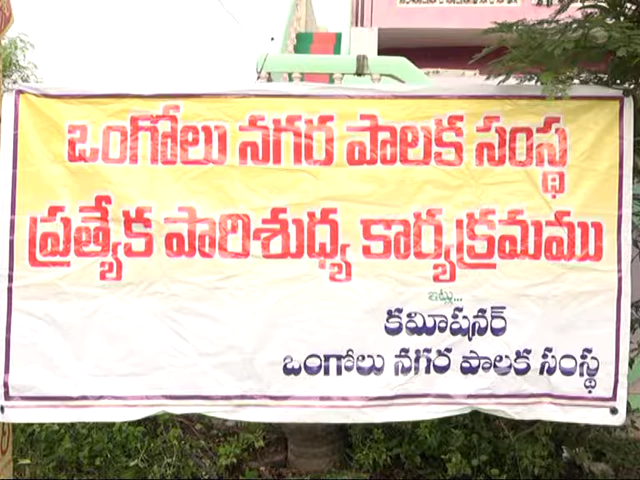 ఒంగోలు నగర పాలక సంస్థ
ప్రత్యేక పారిశుధ్య కార్యక్రమము
ఇట్లు...
కమీషనర్
ఒంగోలు నగర పాలక సంస్థ